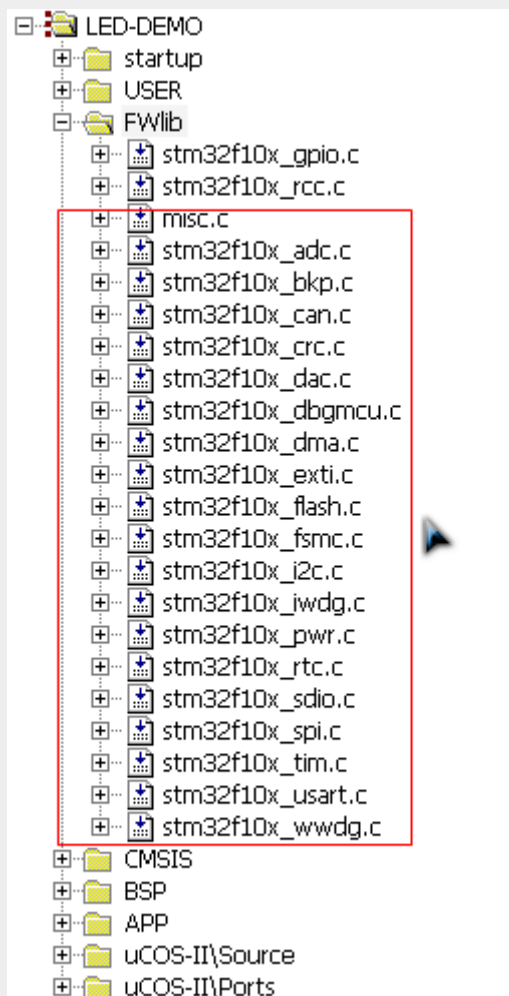 LED-DEMO
startup
USER
FWlib
stm32f10x_gpio.c
stm32f10x_rcc.c
misc.c
stm32f10x_adc.c
stm32f10x_bkp.c
stm32f10x_can.c
stm32f10x_crc.c
stm32f10x_dac.c
stm32f10x_dbgmcu.c
stm32f10x_dma.c
stm32f10x_exti.c
stm32f10x_flash.c
stm32f10x_fsmc.c
stm32f10x_i2c.c
stm32f10x_iwdg.c
stm32f10x_pwr.c
stm32f10x_rtc.c
stm32f10x_sdio.c
stm32f10x_spi.c
stm32f10x_tim.c
stm32f10x_usart.c
stm32f10x_wwdg.c
CMSIS
BSP
APP
uCOS-II\Source
uCOS-II\Ports